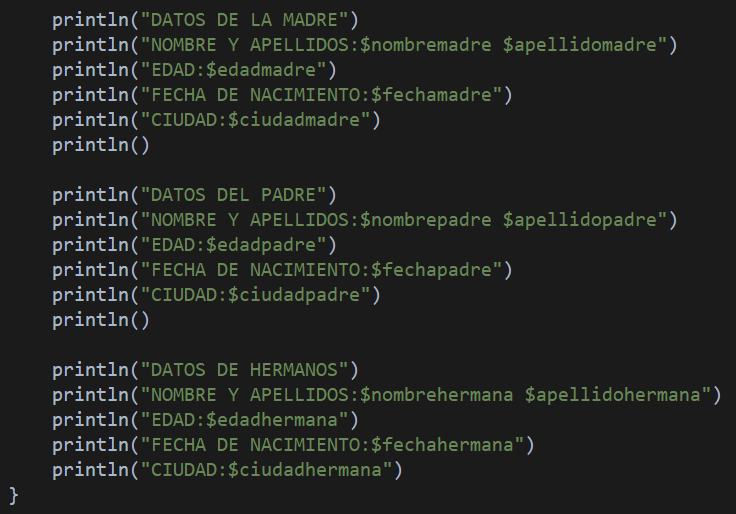 println("DATOS DE LA MADRE")
println("NOMBRE Y APELLIDOS:$nombremadre $apellidomadre")
println("EDAD:$edadmadre")
println("FECHA DE NACIMIENTO:$fechamadre")
println("CIUDAD:$ciudadmadre")
println()
println("DATOS DEL PADRE")
println("NOMBRE Y APELLIDOS:$nombrepadre $apellidopadre")
println("EDAD:$edadpadre")
println("FECHA DE NACIMIENTO:$fechapadre")
println("CIUDAD:$ciudadpadre")
println()
println("DATOS DE HERMANOS")
println("NOMBRE Y APELLIDOS:$nombrehermana $apellidohermana")
println("EDAD:$edadhermana")
println("FECHA DE NACIMIENTO:$fechahermana")
println("CIUDAD:$ciudadhermana")
}